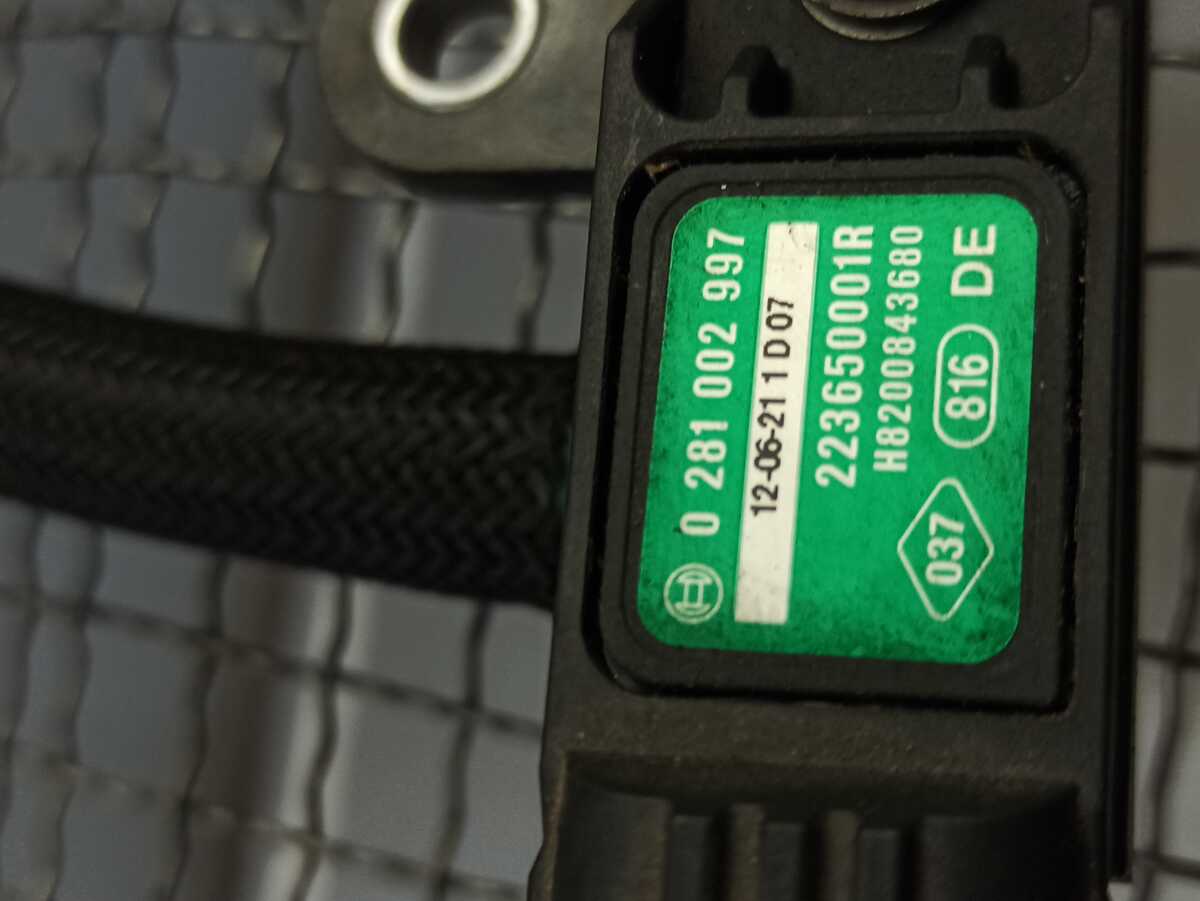 0 281 002 997
12-06-21 1 D 07
223650001R
H8200843680
037 816 DE